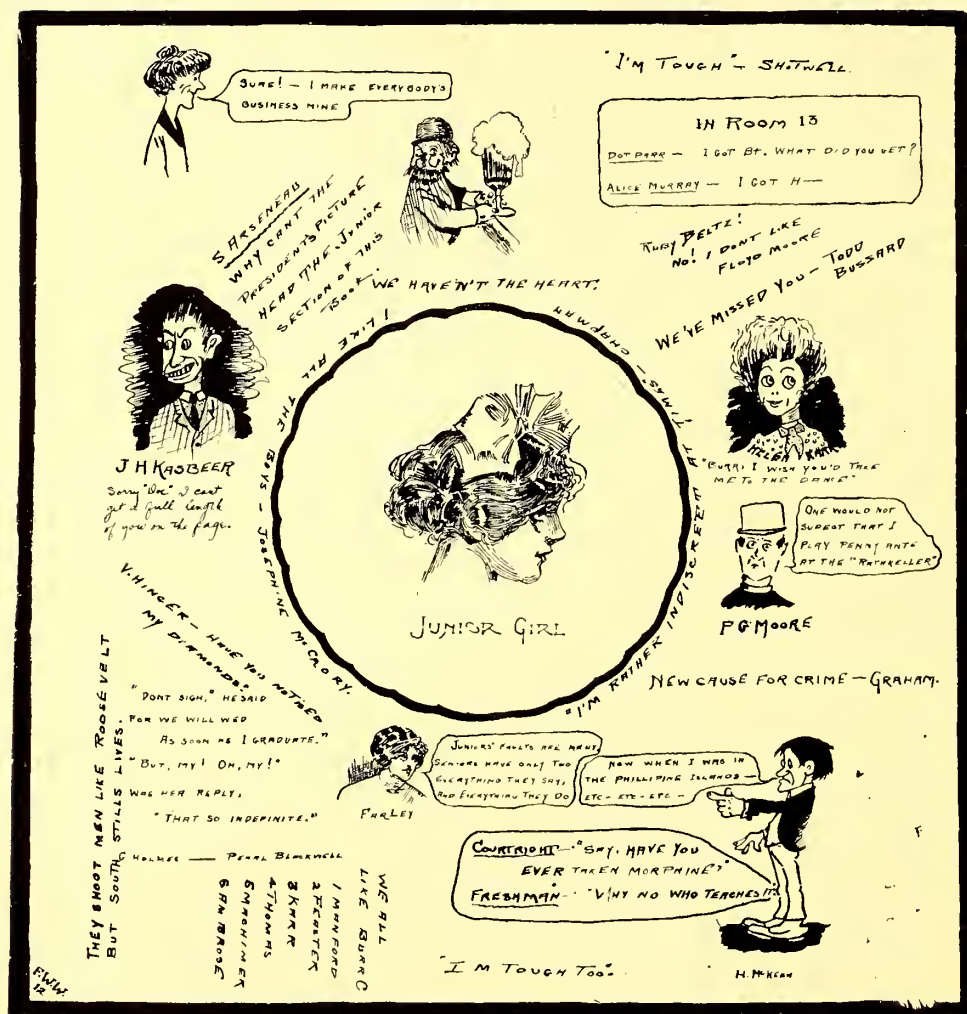 SURE! - I MAKE EVERYBODY'S
BUSINESS MINE
"I'M TOUGH" - SHOTWELL.
IN ROOM 13
DOT PARR - I GOT B+. WHAT DID YOU GET?
ALICE MURRAY - I GOT H—
S ARSENEAU
WHY CAN'T THE
PRESIDENT'S PICTURE
HEAD THE JUNIOR
SECTION OF THIS
BOOK.
WE HAVEN'T THE HEART!
RUBY BELTZ!
NO! I DON'T LIKE
FLOYD MOORE
WE'VE MISSED YOU - TODD
BUSSARD
J H KASBEER
Sorry "Doc" I cant
get a full length
of you on the page.
I LIKE ALL THE BOYS - JOSEPHINE McCRORY.
"I'M RATHER INDISCREET AT TIMES - CHAPMAN
JUNIOR GIRL
HELEN KARR
"BURR, I WISH YOU'D TAKE
ME TO THE DANCE"
ONE WOULD NOT
SUPECT THAT I
PLAY PENNY ANTE
AT THE "RATHKELLER"
P G MOORE
V. HINGER - HAVE YOU NOTICED
MY DIAMONDS?
NEW CAUSE FOR CRIME - GRAHAM.
THEY SHOOT MEN LIKE ROOSEVELT
BUT SOUTH STILLS LIVES.
"DONT SIGH," HE SAID
FOR WE WILL WED
AS SOON AS I GRADUATE."
"BUT, MY! OH, MY!"
WAS HER REPLY,
"THAT SO INDEFINITE."
HOLMES — PEARL BLACKWELL
FARLEY
JUNIORS' FAULTS ARE MANY
SENIORS HAVE ONLY TWO
EVERYTHING THEY SAY,
AND EVERYTHING THEY DO
NOW WHEN I WAS IN
THE PHILLIPINE ISLANDS -
ETC - ETC - ETC -
COURTRIGHT - "SAY, HAVE YOU
EVER TAKEN MORPHINE?"
FRESHMAN - "WHY NO WHO TEACHES IT?
WE ALL
LIKE BURR C
1 MANFORD
2 FEASTER
3 KARR
4 THOMAS
5 MACHINER
6 AMBROSE
"I'M TOUGH TOO".
H. McKEAN
F.W.W.
12